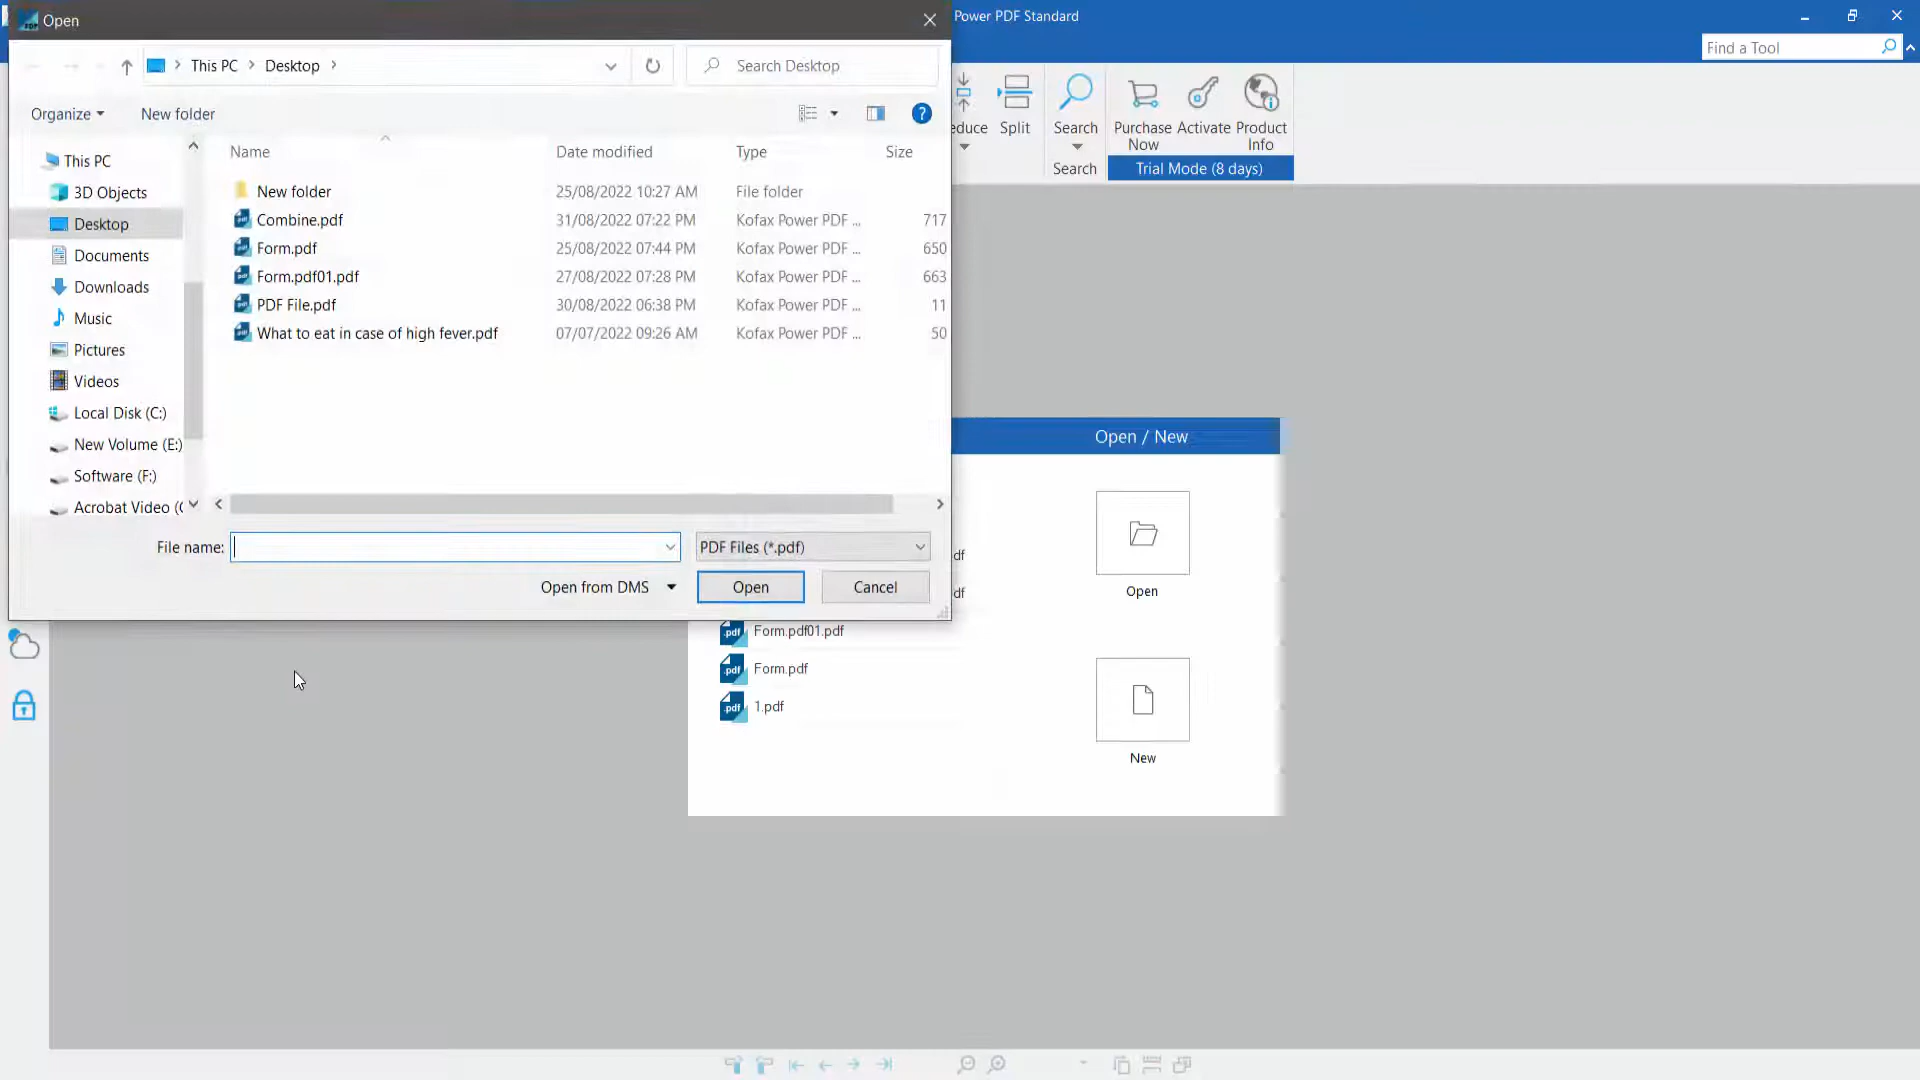 Open
Power PDF Standard
Find a Tool
This PC
Desktop
Search Desktop
Organize
New folder
Name
Date modified
Type
Size
New folder
25/08/2022 10:27 AM
File folder
Combine.pdf
31/08/2022 07:22 PM
Kofax Power PDF ...
717
Form.pdf
25/08/2022 07:44 PM
Kofax Power PDF ...
650
Form.pdf01.pdf
27/08/2022 07:28 PM
Kofax Power PDF ...
663
PDF File.pdf
30/08/2022 06:38 PM
Kofax Power PDF ...
11
What to eat in case of high fever.pdf
07/07/2022 09:26 AM
Kofax Power PDF ...
50
This PC
3D Objects
Desktop
Documents
Downloads
Music
Pictures
Videos
Local Disk (C:)
New Volume (E:)
Software (F:)
Acrobat Video (
File name:
PDF Files (*.pdf)
Open from DMS
Open
Cancel
educe
Split
Search
Purchase Now
Activate
Product Info
Search
Trial Mode (8 days)
Open / New
df
df
Form.pdf01.pdf
Form.pdf
1.pdf
Open
New